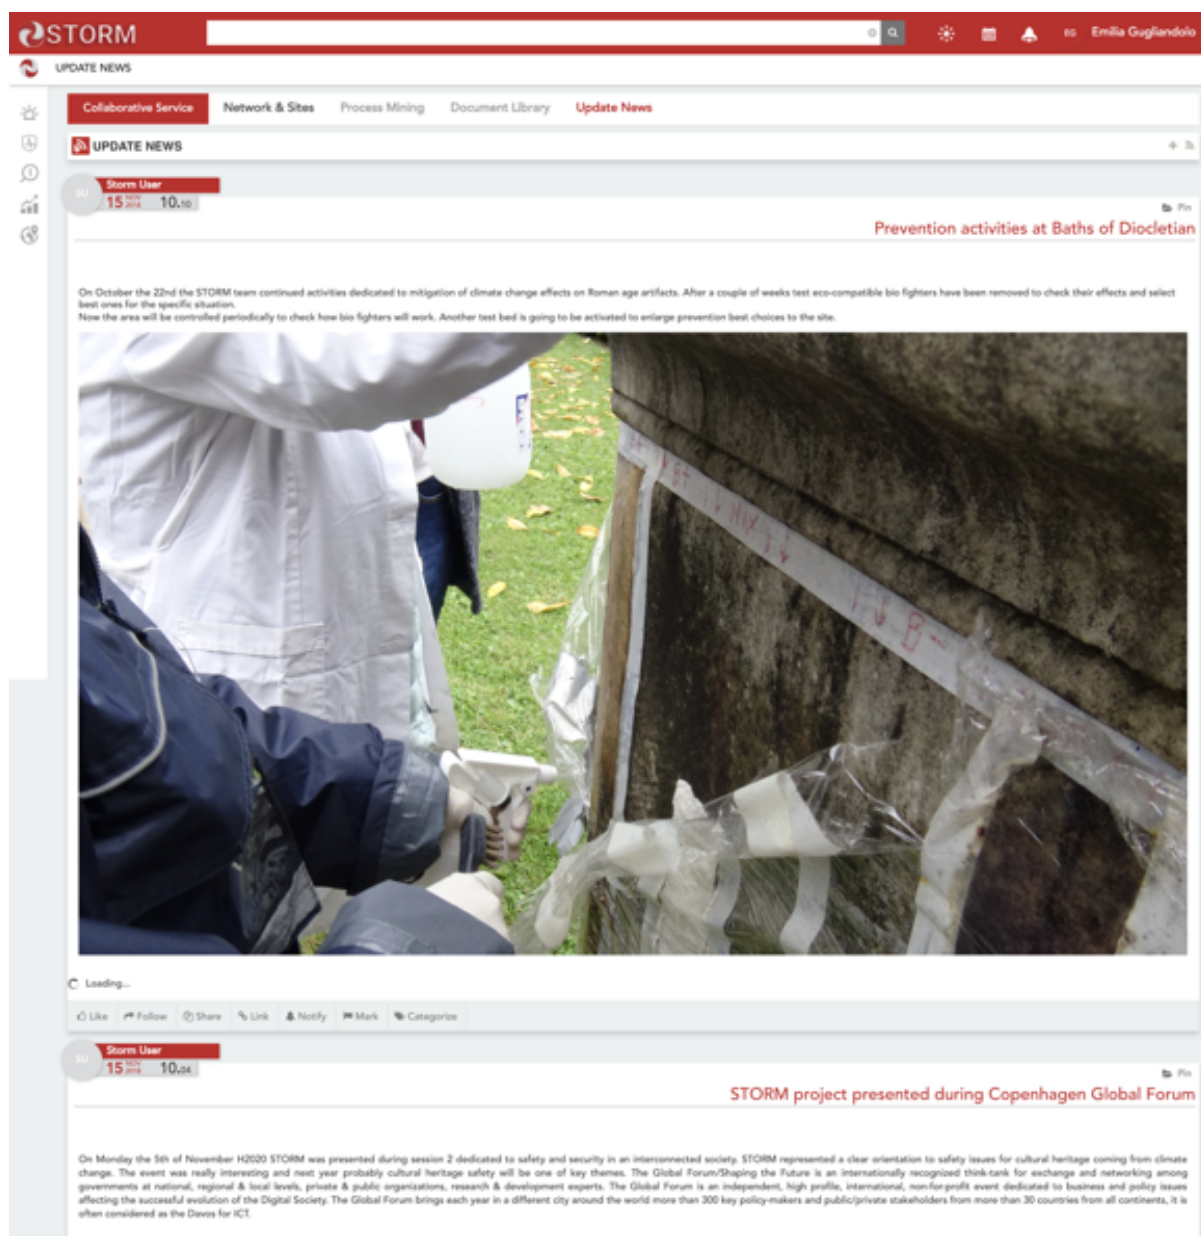 STORM
EG Emilia Gugliandolo
UPDATE NEWS
Collaborative Service Network & Sites Process Mining Document Library Update News
UPDATE NEWS
SU
Storm User
15 NOV 2018 10.10
Pin
Prevention activities at Baths of Diocletian
On October the 22nd the STORM team continued activities dedicated to mitigation of climate change effects on Roman age artifacts. After a couple of weeks test eco-compatible bio fighters have been removed to check their effects and select
best ones for the specific situation.
Now the area will be controlled periodically to check how bio fighters will work. Another test bed is going to be activated to enlarge prevention best choices to the site.
B+ ↓↓ MIX ↓↓
B -
Loading...
Like Follow Share Link Notify Mark Categorize
SU
Storm User
15 NOV 2018 10.04
Pin
STORM project presented during Copenhagen Global Forum
On Monday the 5th of November H2020 STORM was presented during session 2 dedicated to safety and security in an interconnected society. STORM represented a clear orientation to safety issues for cultural heritage coming from climate
change. The event was really interesting and next year probably cultural heritage safety will be one of key themes. The Global Forum/Shaping the Future is an internationally recognized think-tank for exchange and networking among
governments at national, regional & local levels, private & public organizations, research & development experts. The Global Forum is an independent, high profile, international, non-for-profit event dedicated to business and policy issues
affecting the successful evolution of the Digital Society. The Global Forum brings each year in a different city around the world more than 300 key policy-makers and public/private stakeholders from more than 30 countries from all continents, it is
often considered as the Davos for ICT.